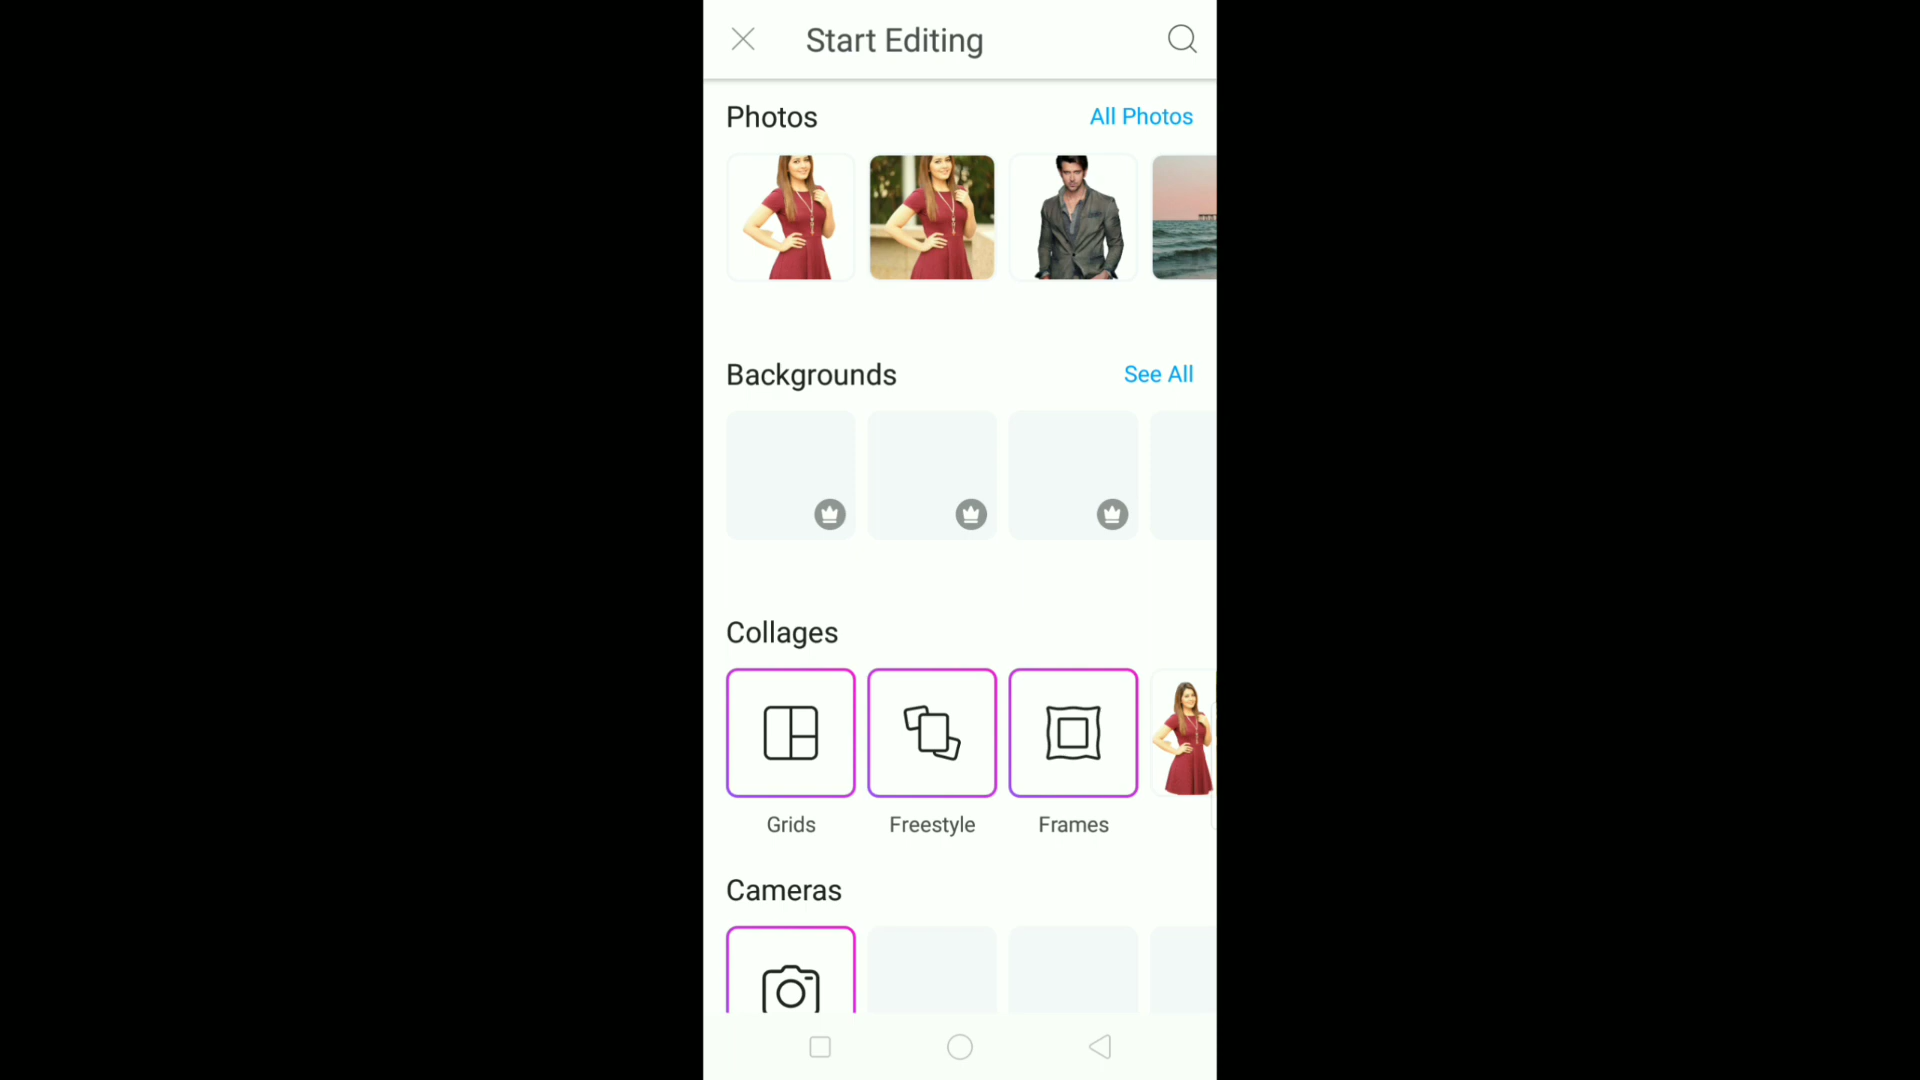 Start Editing
Photos
All Photos
Backgrounds
See All
Collages
Grids
Freestyle
Frames
Cameras